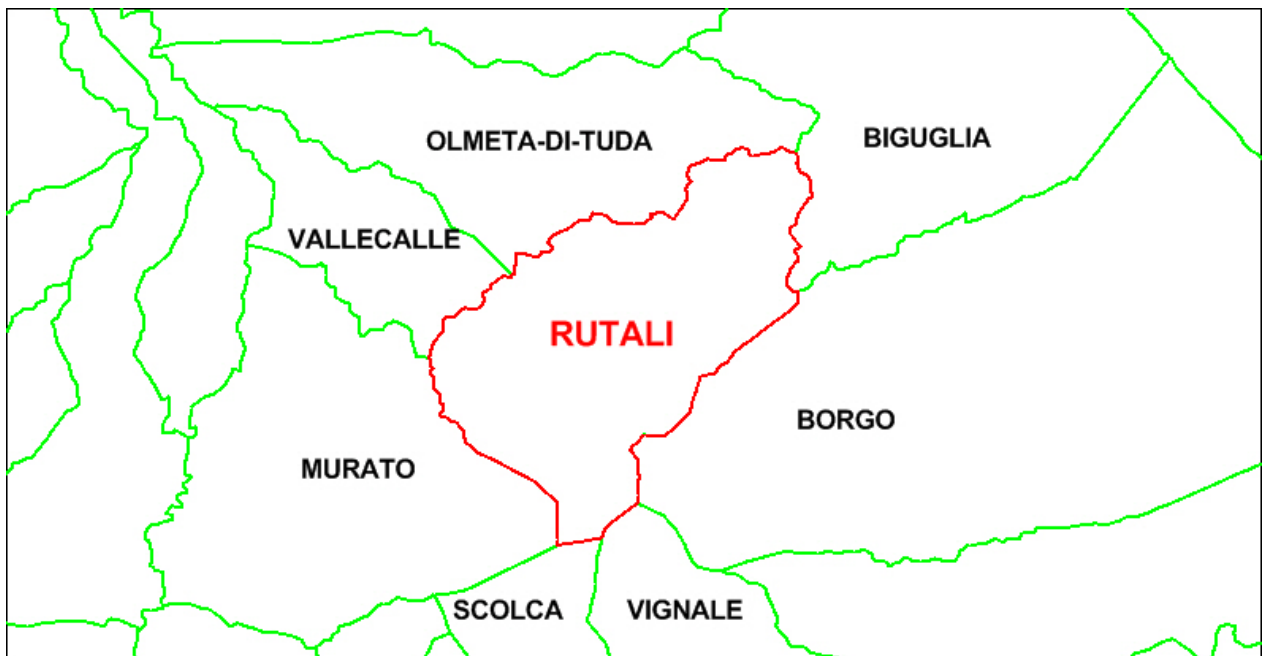 OLMETA-DI-TUDA
BIGUGLIA
VALLECALLE
RUTALI
BORGO
MURATO
SCOLCA
VIGNALE